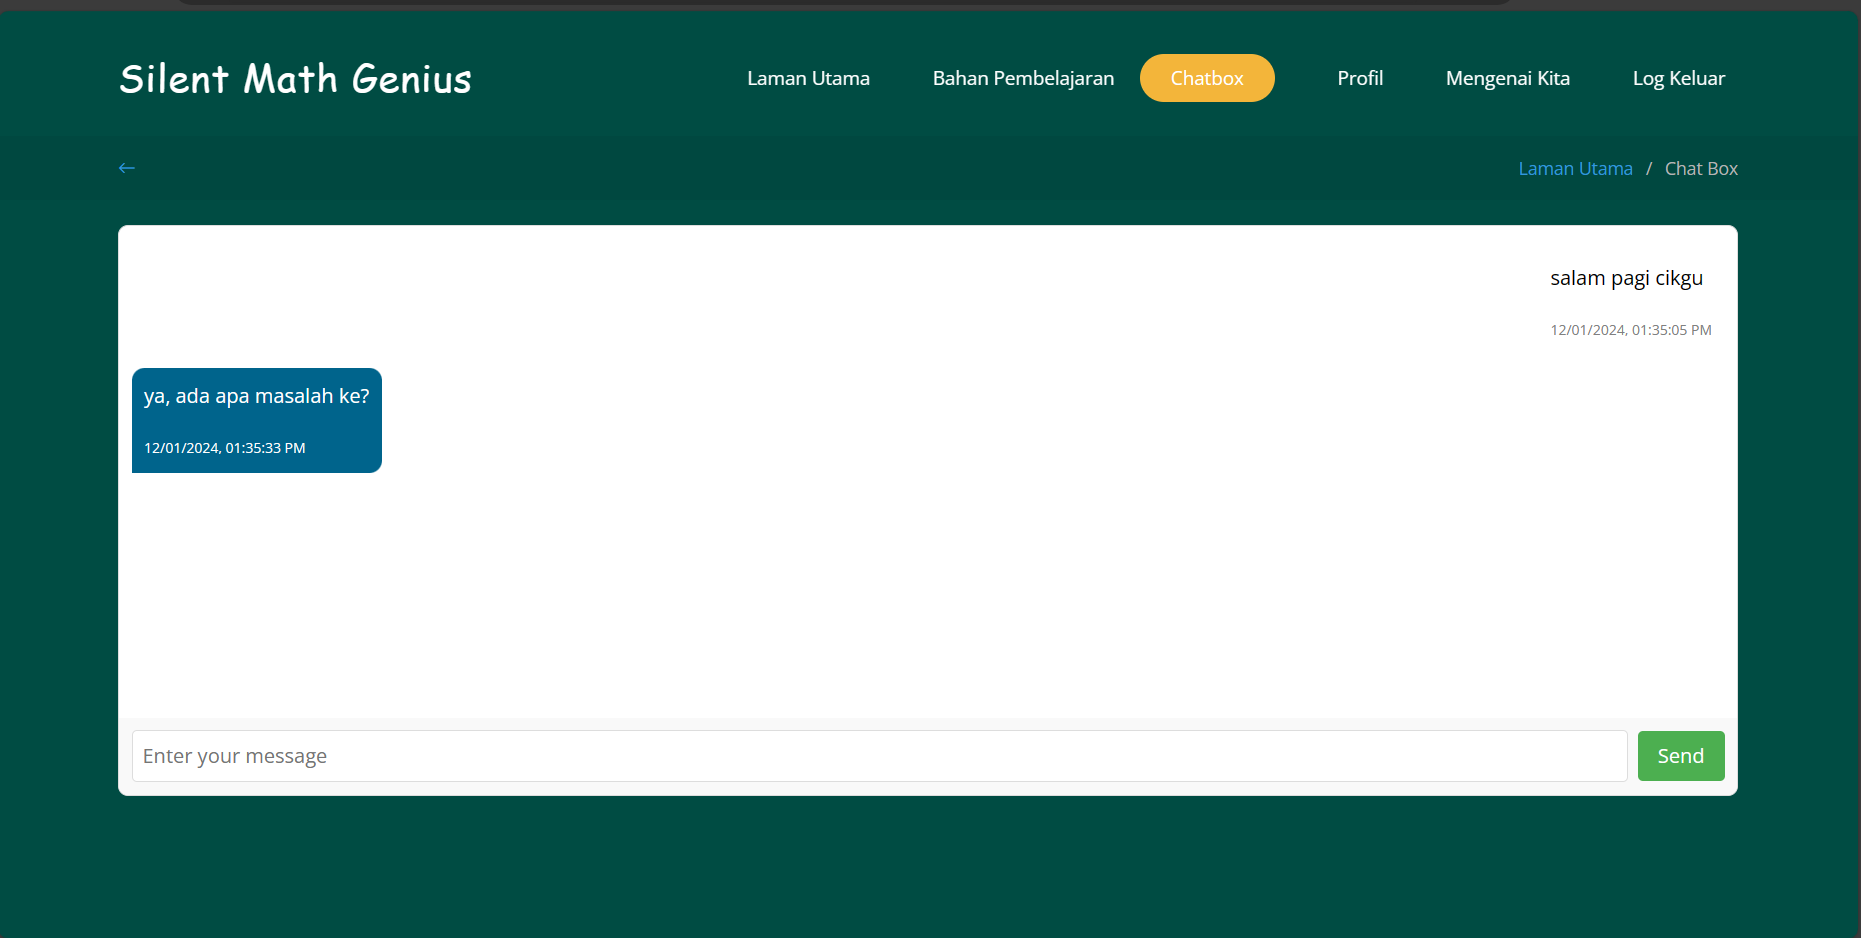 Silent Math Genius
Laman Utama
Bahan Pembelajaran
Chatbox
Profil
Mengenai Kita
Log Keluar
←
Laman Utama / Chat Box
salam pagi cikgu
12/01/2024, 01:35:05 PM
ya, ada apa masalah ke?
12/01/2024, 01:35:33 PM
Enter your message
Send